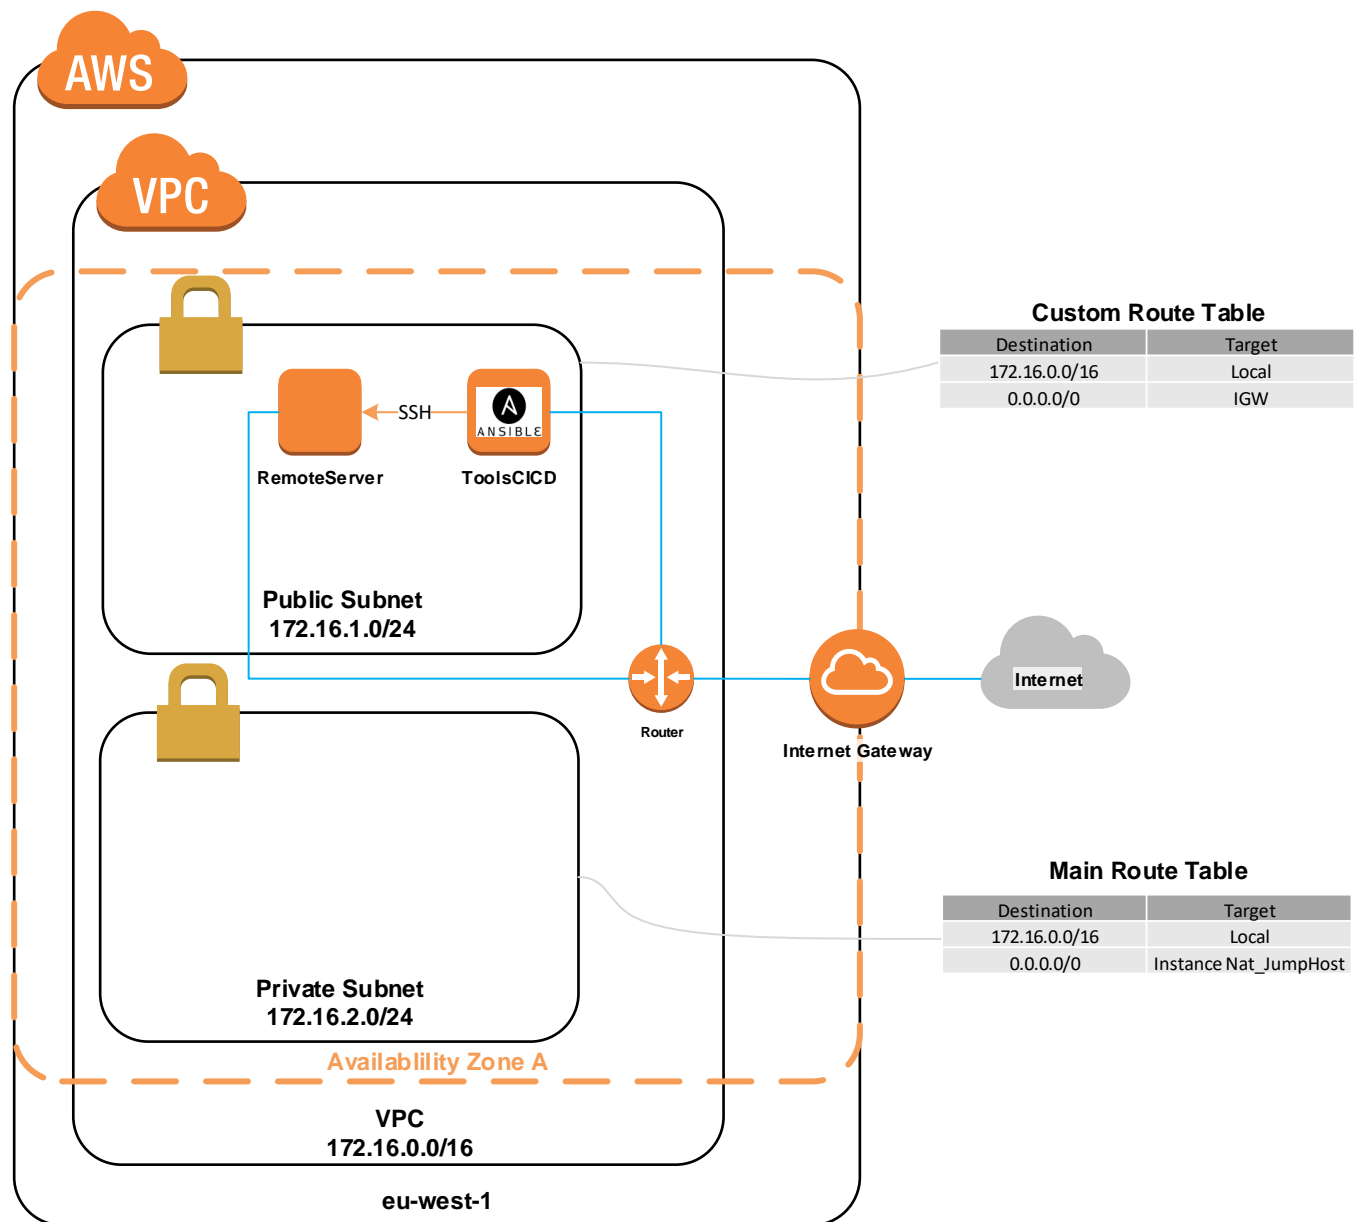 AWS
VPC
Custom Route Table
Destination Target
172.16.0.0/16 Local
0.0.0.0/0 IGW
SSH
ANSIBLE
RemoteServer
ToolsCICD
Public Subnet
172.16.1.0/24
Internet
Router
Internet Gateway
Main Route Table
Destination Target
172.16.0.0/16 Local
0.0.0.0/0 Instance Nat_JumpHost
Private Subnet
172.16.2.0/24
Availablility Zone A
VPC
172.16.0.0/16
eu-west-1